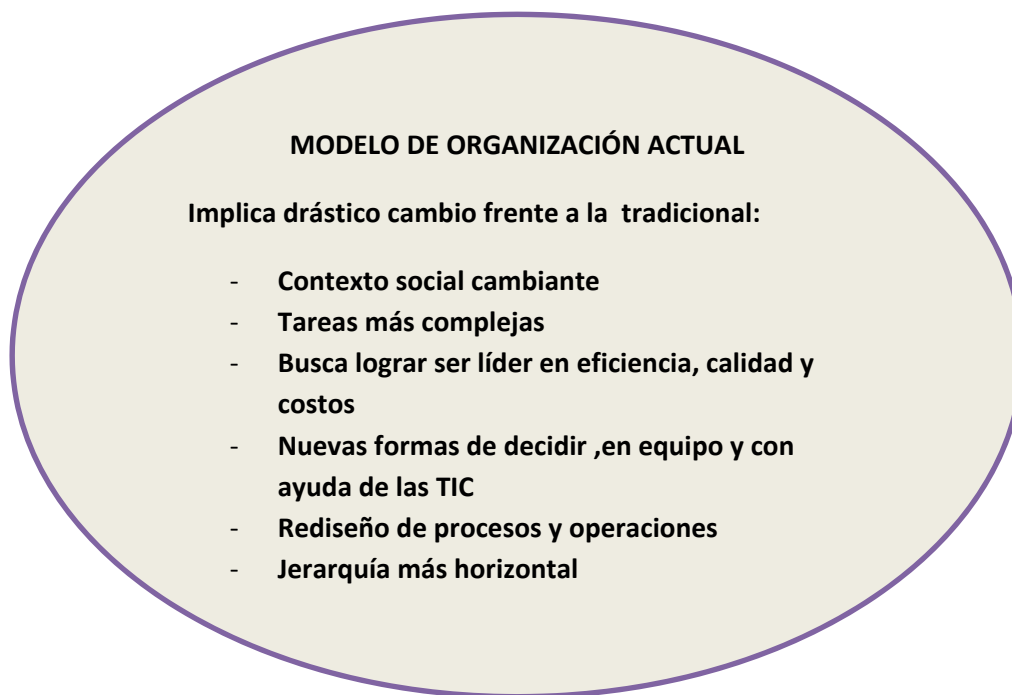 MODELO DE ORGANIZACIÓN ACTUAL
Implica drástico cambio frente a la  tradicional:
- Contexto social cambiante
- Tareas más complejas
- Busca lograr ser líder en eficiencia, calidad y
costos
- Nuevas formas de decidir ,en equipo y con
ayuda de las TIC
- Rediseño de procesos y operaciones
- Jerarquía más horizontal